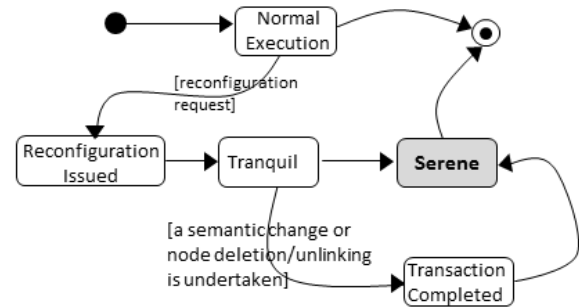 Normal
Execution
[reconfiguration
request]
Reconfiguration
Issued
Tranquil
Serene
[a semantic change or
node deletion/unlinking
is undertaken]
Transaction
Completed